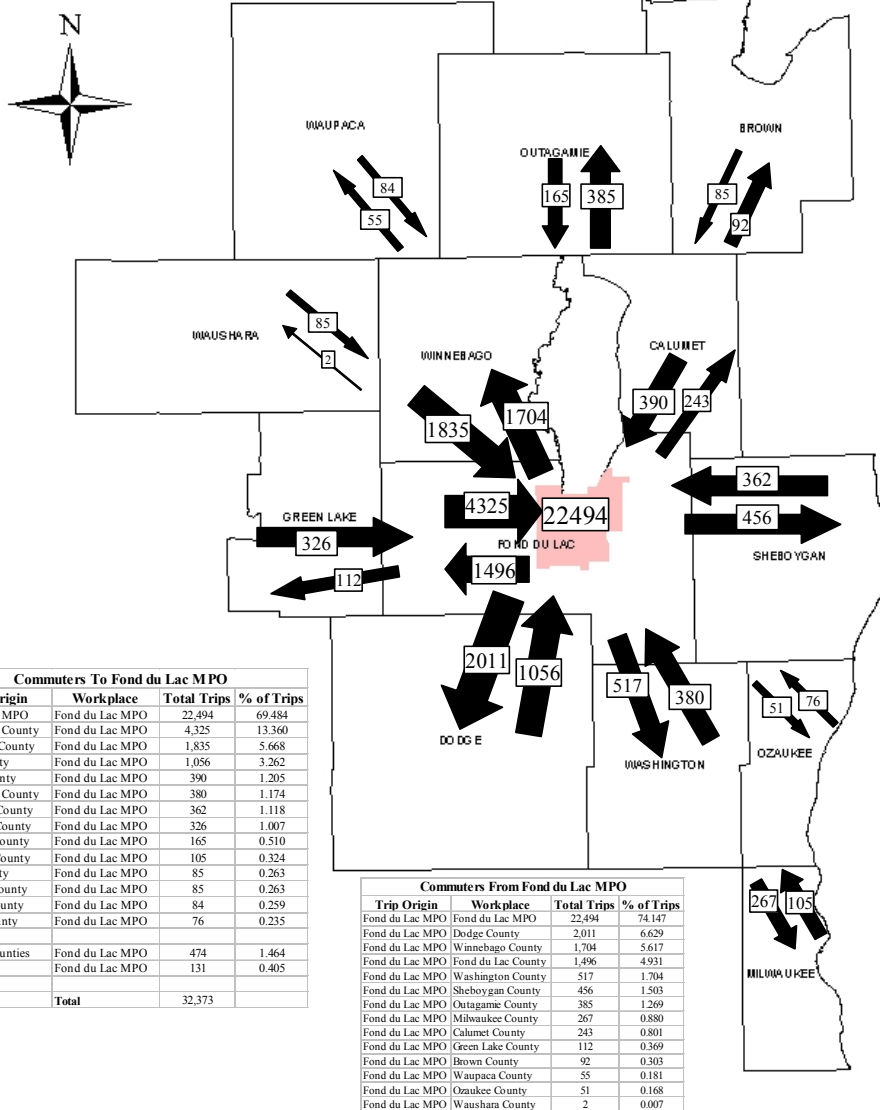 N
WAUPACA
BROWN
OUTAGAMIE
84
55
165
385
85
92
WAUSHARA
85
2
WINNEBAGO
CALUMET
1835
1704
390
243
GREEN LAKE
326
112
4325
22494
FOND DU LAC
1496
362
456
SHEBOYGAN
2011
1056
DODGE
517
380
WASHINGTON
51
76
OZAUKEE
267
105
MILWAUKEE
Commuters To Fond du Lac MPO
rigin Workplace Total Trips % of Trips
MPO Fond du Lac MPO 22,494 69.484
County Fond du Lac MPO 4,325 13.360
County Fond du Lac MPO 1,835 5.668
ty Fond du Lac MPO 1,056 3.262
nty Fond du Lac MPO 390 1.205
County Fond du Lac MPO 380 1.174
County Fond du Lac MPO 362 1.118
County Fond du Lac MPO 326 1.007
ounty Fond du Lac MPO 165 0.510
ounty Fond du Lac MPO 105 0.324
ty Fond du Lac MPO 85 0.263
ounty Fond du Lac MPO 85 0.263
unty Fond du Lac MPO 84 0.259
nty Fond du Lac MPO 76 0.235
unties Fond du Lac MPO 474 1.464
Fond du Lac MPO 131 0.405
Total 32,373
Commuters From Fond du Lac MPO
Trip Origin Workplace Total Trips % of Trips
Fond du Lac MPO Fond du Lac MPO 22,494 74.147
Fond du Lac MPO Dodge County 2,011 6.629
Fond du Lac MPO Winnebago County 1,704 5.617
Fond du Lac MPO Fond du Lac County 1,496 4.931
Fond du Lac MPO Washington County 517 1.704
Fond du Lac MPO Sheboygan County 456 1.503
Fond du Lac MPO Outagamie County 385 1.269
Fond du Lac MPO Milwaukee County 267 0.880
Fond du Lac MPO Calumet County 243 0.801
Fond du Lac MPO Green Lake County 112 0.369
Fond du Lac MPO Brown County 92 0.303
Fond du Lac MPO Waupaca County 55 0.181
Fond du Lac MPO Ozaukee County 51 0.168
Fond du Lac MPO Waushara County 2 0.007